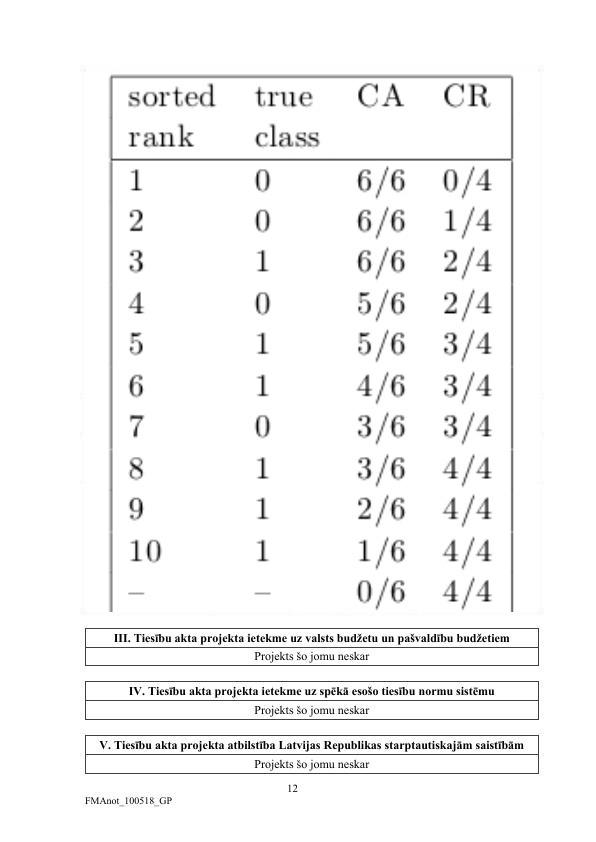 sorted true CA CR
rank class
1 0 6/6 0/4
2 0 6/6 1/4
3 1 6/6 2/4
4 0 5/6 2/4
5 1 5/6 3/4
6 1 4/6 3/4
7 0 3/6 3/4
8 1 3/6 4/4
9 1 2/6 4/4
10 1 1/6 4/4
– – 0/6 4/4
III. Tiesību akta projekta ietekme uz valsts budžetu un pašvaldību budžetiem
Projekts šo jomu neskar
IV. Tiesību akta projekta ietekme uz spēkā esošo tiesību normu sistēmu
Projekts šo jomu neskar
V. Tiesību akta projekta atbilstība Latvijas Republikas starptautiskajām saistībām
Projekts šo jomu neskar
12
FMAnot_100518_GP